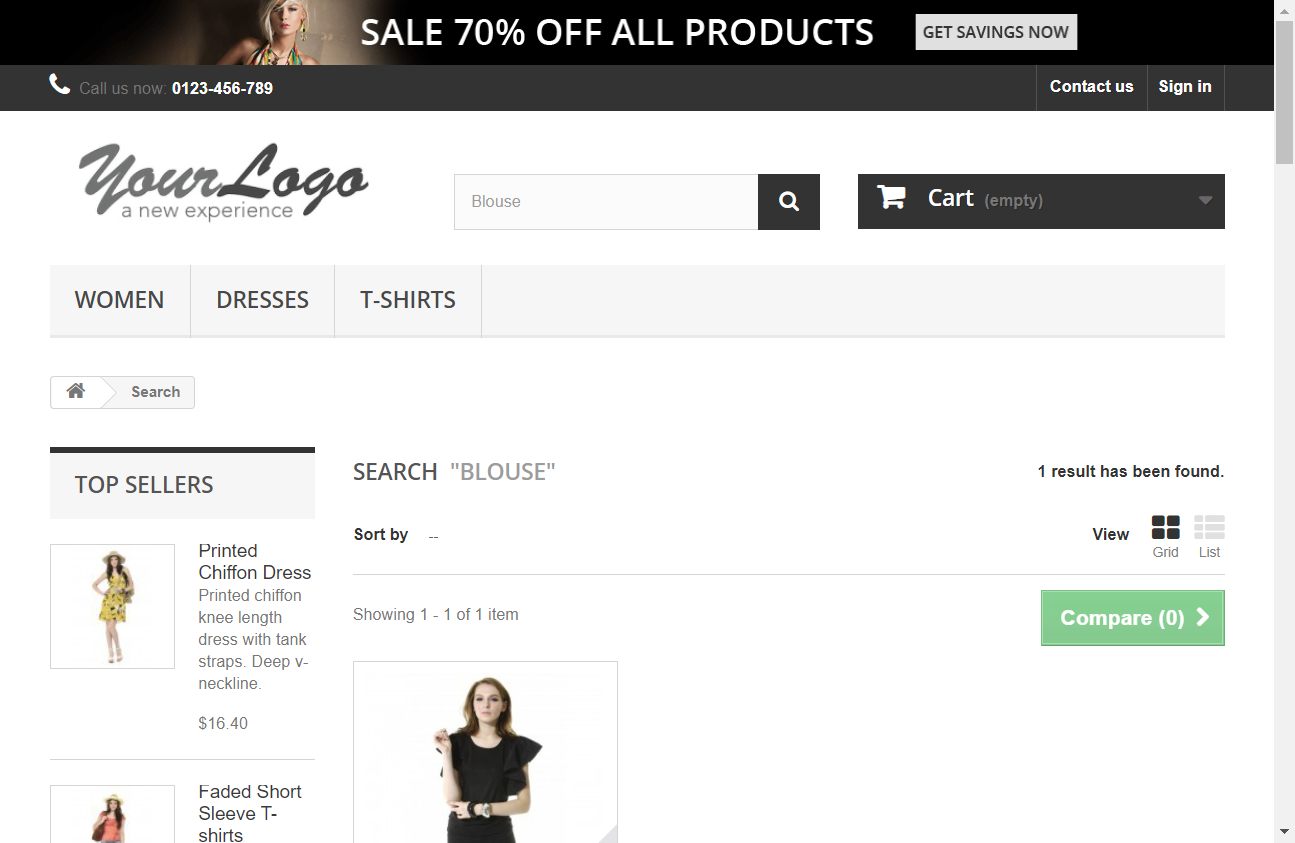 SALE 70% OFF ALL PRODUCTS
GET SAVINGS NOW
Call us now: 0123-456-789
Contact us
Sign in
YourLogo
a new experience
Blouse
Cart (empty)
WOMEN
DRESSES
T-SHIRTS
Search
TOP SELLERS
Printed
Chiffon Dress
Printed chiffon
knee length
dress with tank
straps. Deep v-
neckline.
$16.40
Faded Short
Sleeve T-
shirts
SEARCH "BLOUSE"
1 result has been found.
Sort by --
View
Grid
List
Showing 1 - 1 of 1 item
Compare (0)